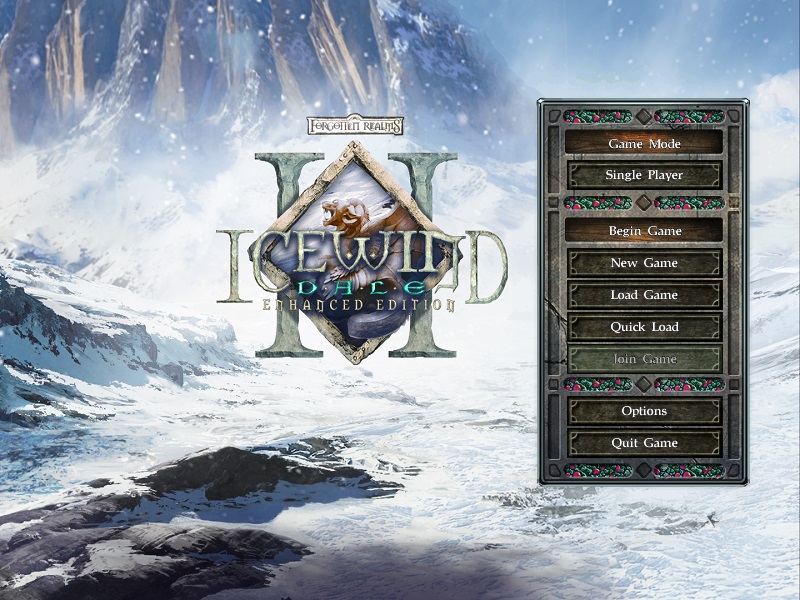 FORGOTTEN REALMS
II
ICEWIND
DALE
ENHANCED EDITION
Game Mode
Single Player
Begin Game
New Game
Load Game
Quick Load
Join Game
Options
Quit Game